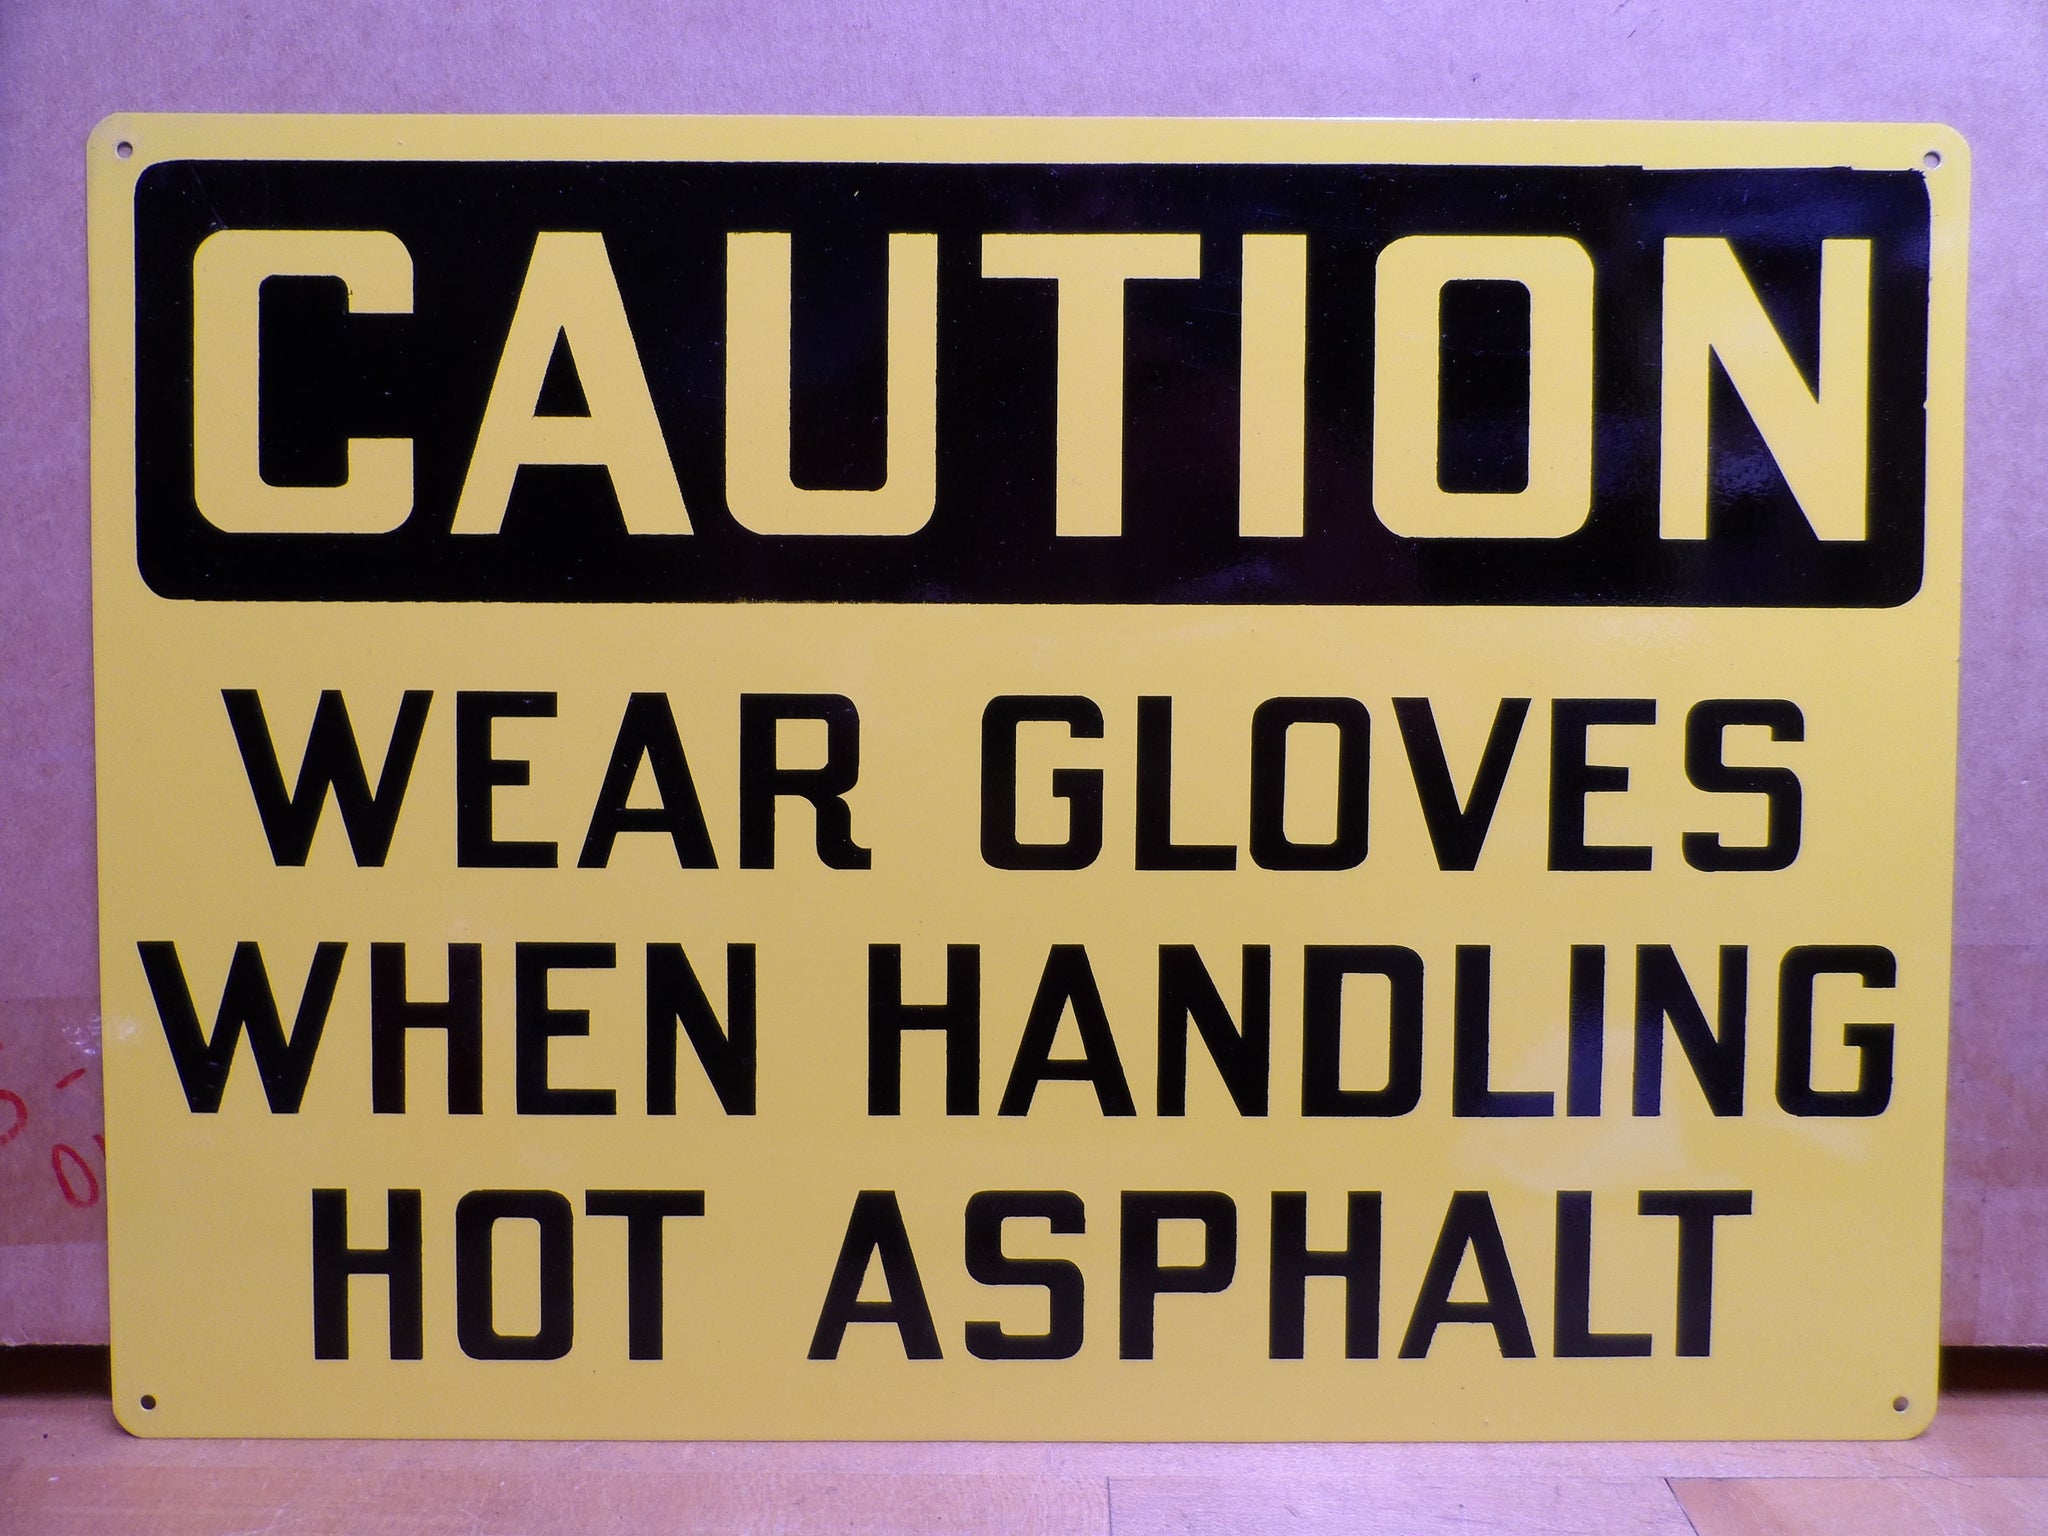 CAUTION
WEAR GLOVES
WHEN HANDLING
HOT ASPHALT